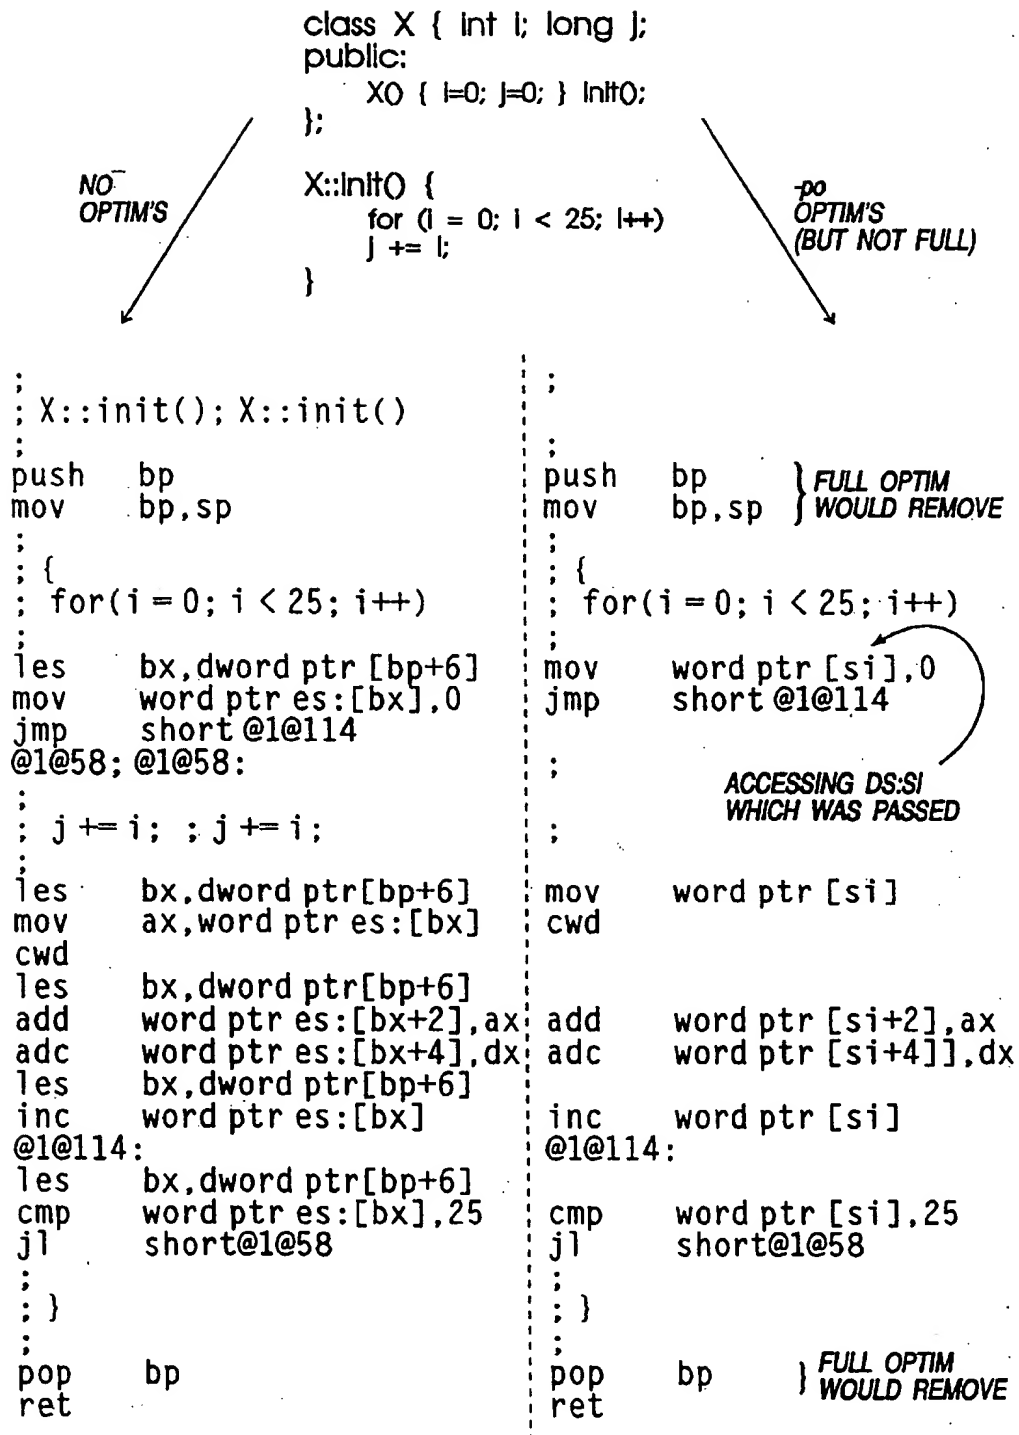 class X { int i; long j;
public:
X() { i=0; j=0; } init();
};
X::init() {
for (i = 0; i < 25; i++)
j += i;
}
NO
OPTIM'S
-po
OPTIM'S
(BUT NOT FULL)
;
; X::init(); X::init()
;
push bp
mov bp,sp
;
; {
; for(i = 0; i < 25; i++)
;
les bx,dword ptr [bp+6]
mov word ptr es:[bx],0
jmp short @1@114
@1@58; @1@58:
;
; j += i; ; j += i;
;
les bx,dword ptr[bp+6]
mov ax,word ptr es:[bx]
cwd
les bx,dword ptr[bp+6]
add word ptr es:[bx+2],ax
adc word ptr es:[bx+4],dx
les bx,dword ptr[bp+6]
inc word ptr es:[bx]
@1@114:
les bx,dword ptr[bp+6]
cmp word ptr es:[bx],25
jl short@1@58
;
; }
;
pop bp
ret
;
;
push bp
mov bp,sp
FULL OPTIM
WOULD REMOVE
;
; {
; for(i = 0; i < 25; i++)
;
mov word ptr [si],0
jmp short @1@114
;
ACCESSING DS:SI
WHICH WAS PASSED
;
mov word ptr [si]
cwd
add word ptr [si+2],ax
adc word ptr [si+4]],dx
inc word ptr [si]
@1@114:
cmp word ptr [si],25
jl short@1@58
;
; }
;
pop bp
FULL OPTIM
WOULD REMOVE
ret